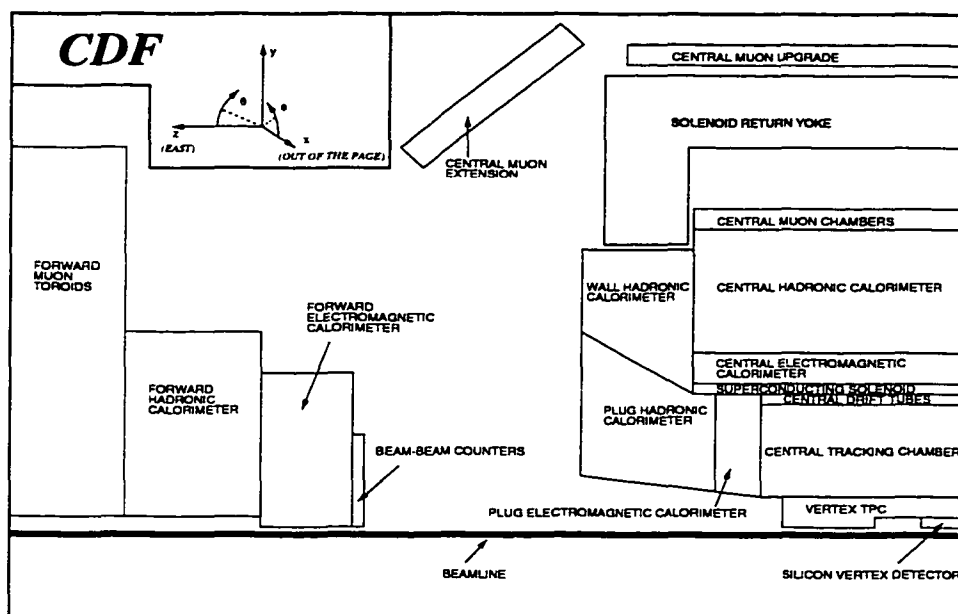 CDF
y
θ
z
x
(EAST)
(OUT OF THE PAGE)
CENTRAL MUON UPGRADE
SOLENOID RETURN YOKE
CENTRAL MUON
EXTENSION
CENTRAL MUON CHAMBERS
FORWARD
MUON
TOROIDS
WALL HADRONIC
CALORIMETER
CENTRAL HADRONIC CALORIMETER
FORWARD
ELECTROMAGNETIC
CALORIMETER
CENTRAL ELECTROMAGNETIC
CALORIMETER
SUPERCONDUCTING SOLENOID
CENTRAL DRIFT TUBES
FORWARD
HADRONIC
CALORIMETER
PLUG HADRONIC
CALORIMETER
BEAM-BEAM COUNTERS
CENTRAL TRACKING CHAMBER
PLUG ELECTROMAGNETIC CALORIMETER
VERTEX TPC
BEAMLINE
SILICON VERTEX DETECTOR